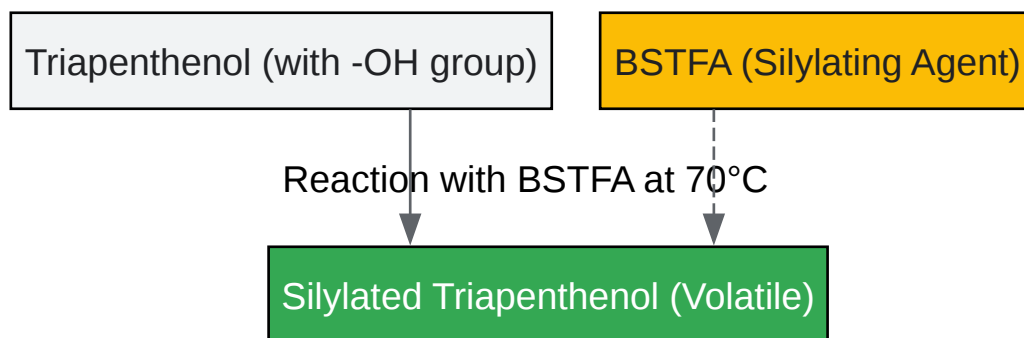 Triapenthenol (with -OH group)
BSTFA (Silylating Agent)
Reaction with BSTFA at 70°C
Silylated Triapenthenol (Volatile)